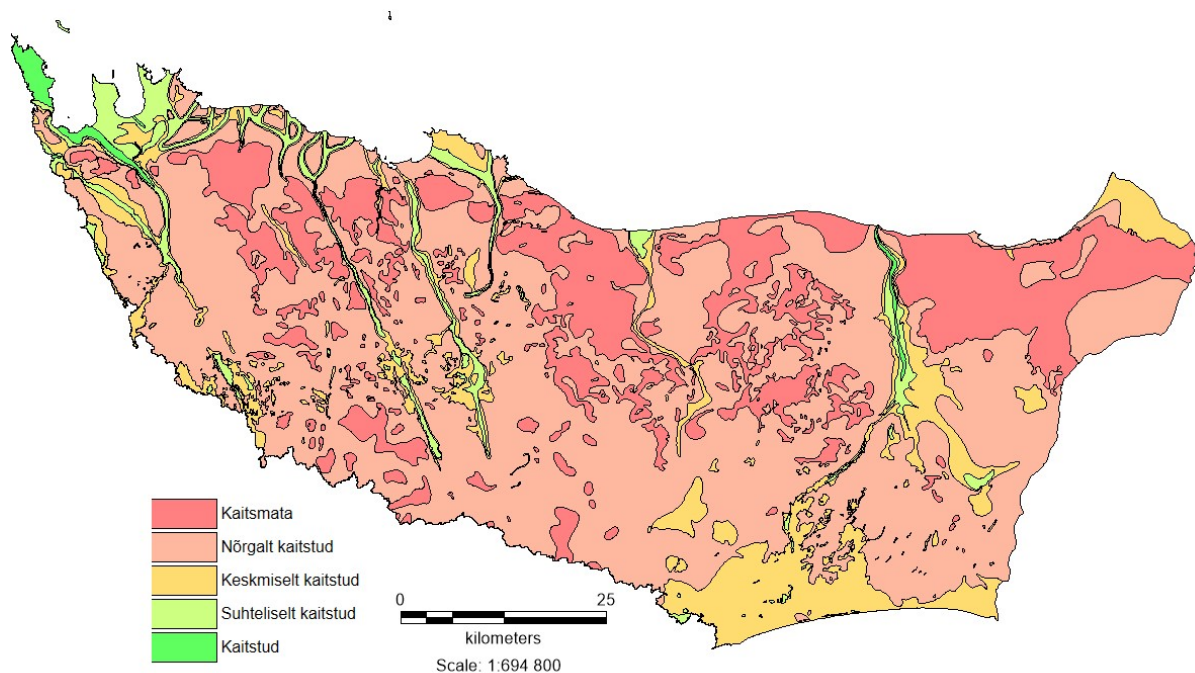 Kaitsmata
Nõrgalt kaitstud
Keskmiselt kaitstud
Suhteliselt kaitstud
Kaitstud
0 25
kilometers
Scale: 1:694 800